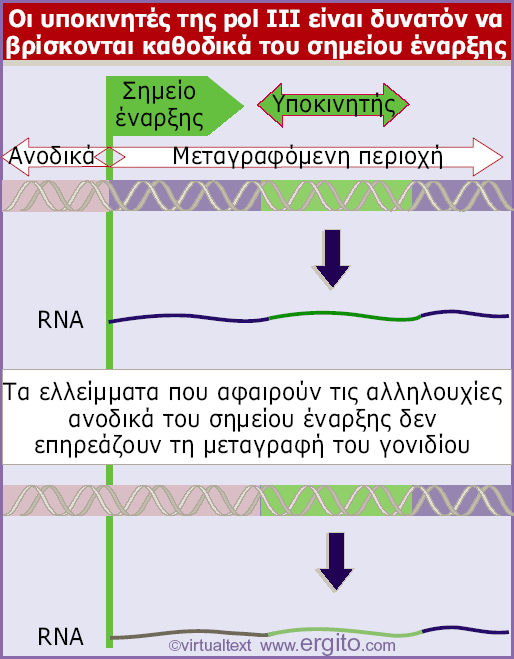 Οι υποκινητές της pol III είναι δυνατόν να
βρίσκονται καθοδικά του σημείου έναρξης
Σημείο
έναρξης
Υποκινητής
Ανοδικά
Μεταγραφόμενη περιοχή
RNA
Τα ελλείμματα που αφαιρούν τις αλληλουχίες
ανοδικά του σημείου έναρξης δεν
επηρεάζουν τη μεταγραφή του γονιδίου
RNA
©virtualtext www.ergito.com